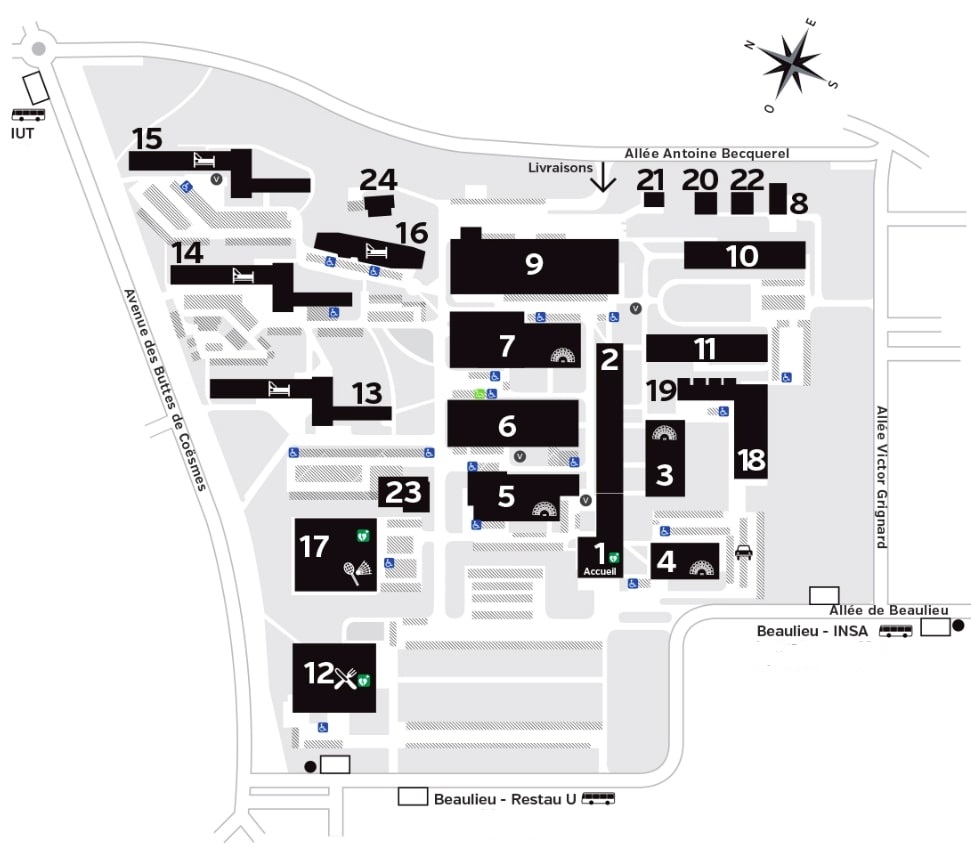 E
N
S
O
IUT
15
V
Livraisons
Allée Antoine Becquerel
24
21
20
22
8
16
14
9
10
V
Avenue des Buttes de Coësmes
7
2
11
13
19
6
V
3
18
Allée Victor Grignard
23
5
V
17
1
Accueil
4
Allée de Beaulieu
Beaulieu - INSA
12
Beaulieu - Restau U